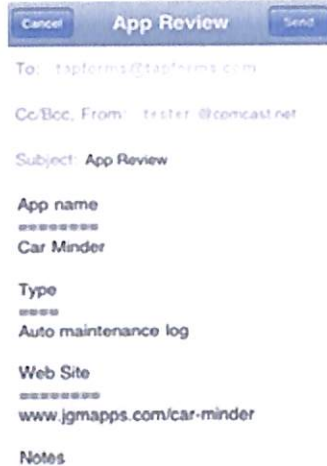 Cancel App Review Send
To: tapforms@tapforms.com
Cc/Bcc, From: tester @comcast.net
Subject: App Review
App name
========
Car Minder
Type
====
Auto maintenance log
Web Site
========
www.jgmapps.com/car-minder
Notes